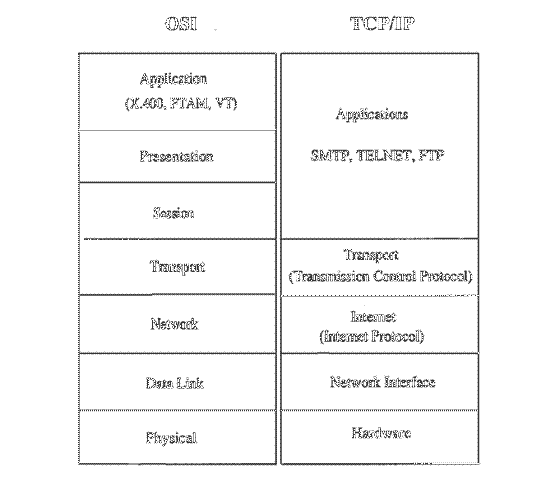 OSI
TCP/IP
Application
(X.400, FTAM, VT)
Presentation
Session
Transport
Network
Data Link
Physical
Applications
SMTP, TELNET, FTP
Transport
(Transmission Control Protocol)
Internet
(Internet Protocol)
Network Interface
Hardware